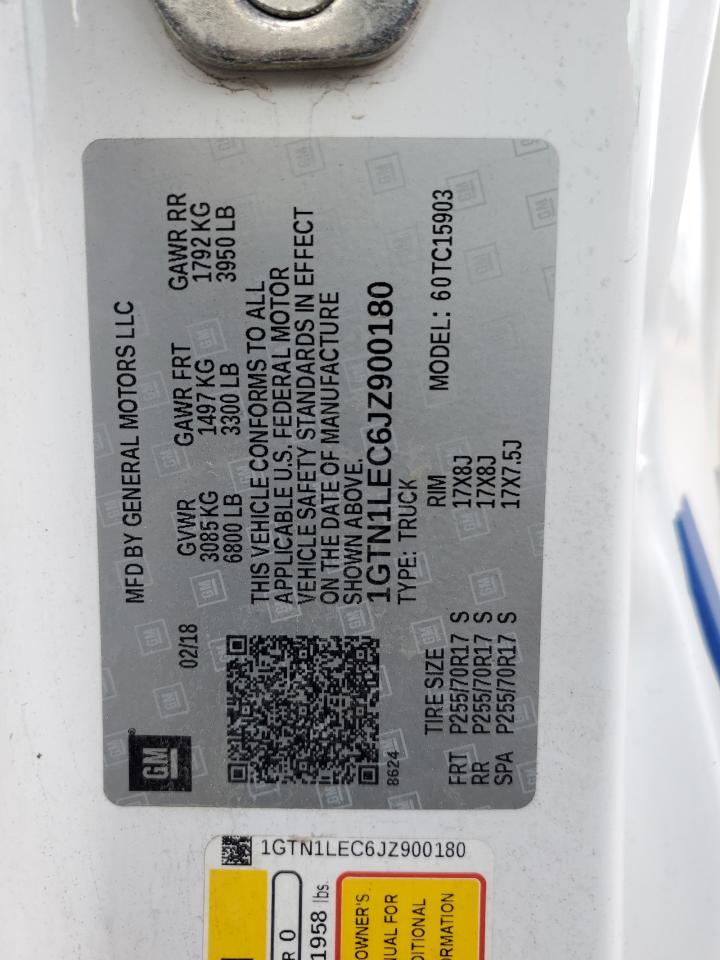 GM
02/18
MFD BY GENERAL MOTORS LLC
GVWR GAWR FRT GAWR RR
3085 KG 1497 KG 1792 KG
6800 LB 3300 LB 3950 LB
THIS VEHICLE CONFORMS TO ALL
APPLICABLE U.S. FEDERAL MOTOR
VEHICLE SAFETY STANDARDS IN EFFECT
ON THE DATE OF MANUFACTURE
SHOWN ABOVE.
1GTN1LEC6JZ900180
8624
TYPE: TRUCK
MODEL: 60TC15903
TIRE SIZE RIM
FRT P255/70R17 S 17X8J
RR P255/70R17 S 17X8J
SPA P255/70R17 S 17X7.5J
1GTN1LEC6JZ900180
R 0
1958 lbs.
OWNER'S
UAL FOR
DITIONAL
ORMATION